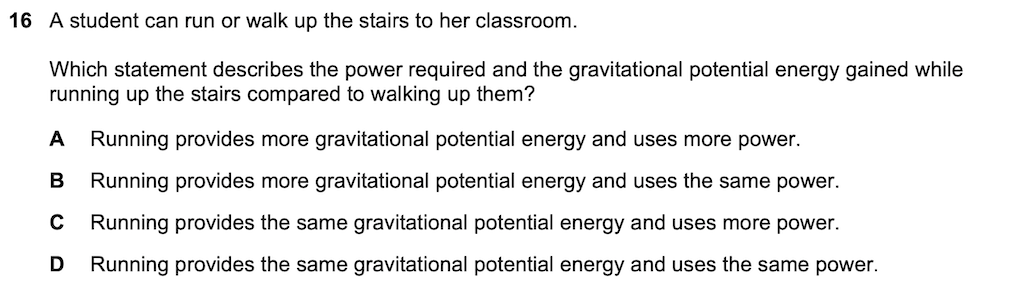 16 A student can run or walk up the stairs to her classroom.
Which statement describes the power required and the gravitational potential energy gained while
running up the stairs compared to walking up them?
A Running provides more gravitational potential energy and uses more power.
B Running provides more gravitational potential energy and uses the same power.
C Running provides the same gravitational potential energy and uses more power.
D Running provides the same gravitational potential energy and uses the same power.